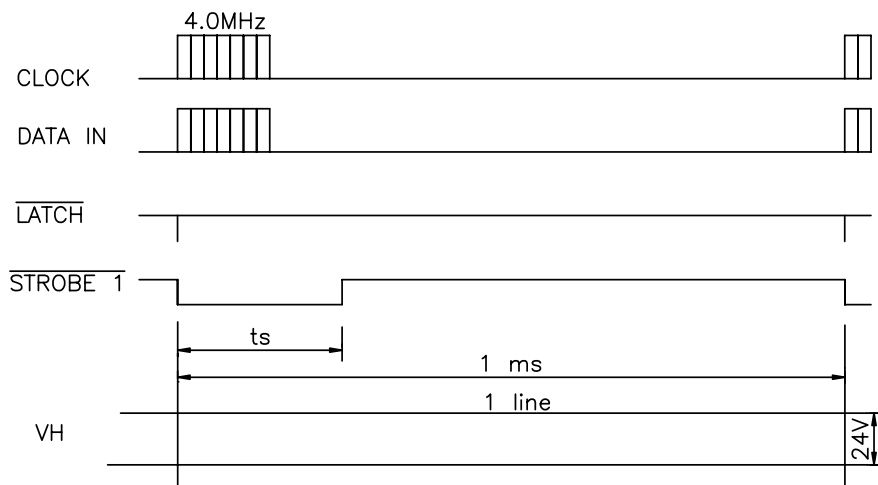 4.0MHz
CLOCK
DATA IN
LATCH
STROBE 1
ts
1 ms
1 line
VH
24V